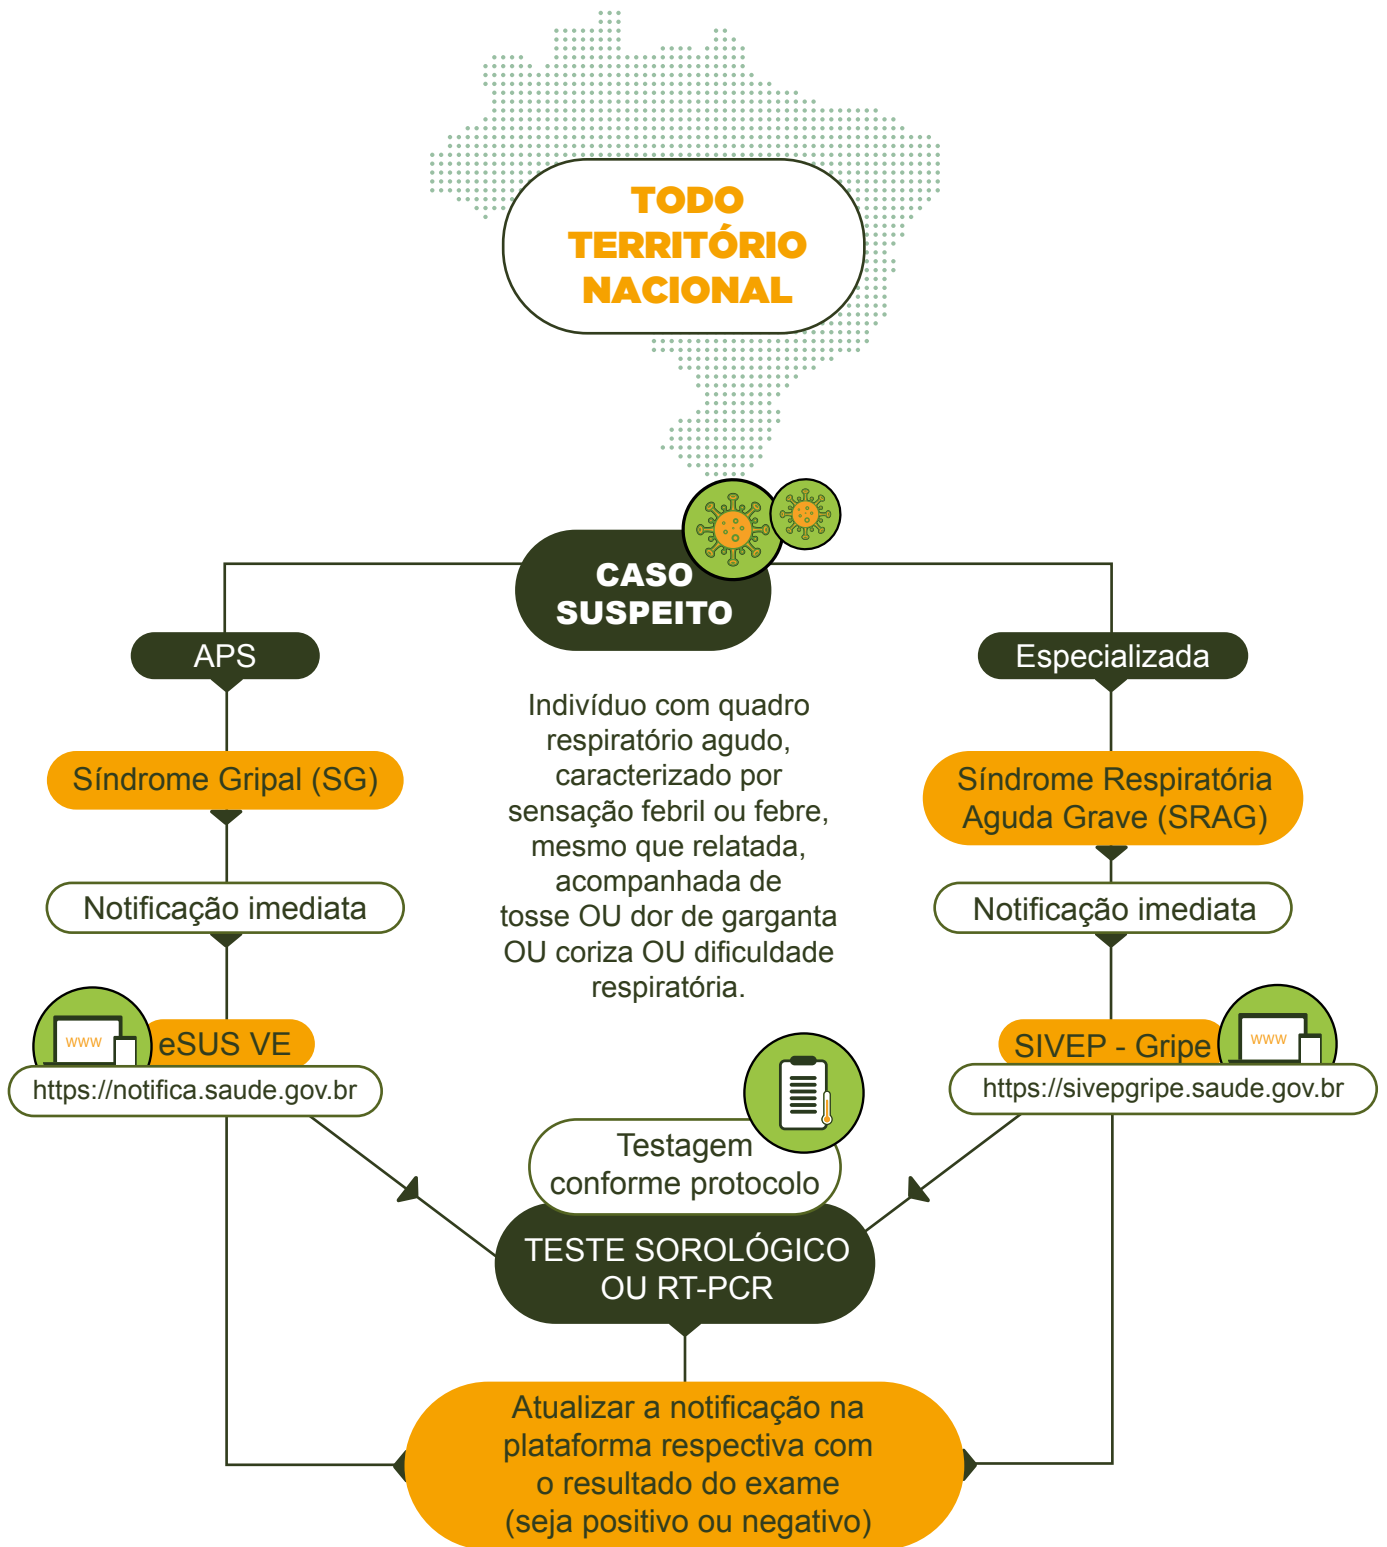 TODO
TERRITÓRIO
NACIONAL
CASO
SUSPEITO
APS
Especializada
Indivíduo com quadro
respiratório agudo,
caracterizado por
sensação febril ou febre,
mesmo que relatada,
acompanhada de
tosse OU dor de garganta
OU coriza OU dificuldade
respiratória.
Síndrome Gripal (SG)
Síndrome Respiratória
Aguda Grave (SRAG)
Notificação imediata
Notificação imediata
www
eSUS VE
https://notifica.saude.gov.br
SIVEP - Gripe
www
https://sivepgripe.saude.gov.br
Testagem
conforme protocolo
TESTE SOROLÓGICO
OU RT-PCR
Atualizar a notificação na
plataforma respectiva com
o resultado do exame
(seja positivo ou negativo)